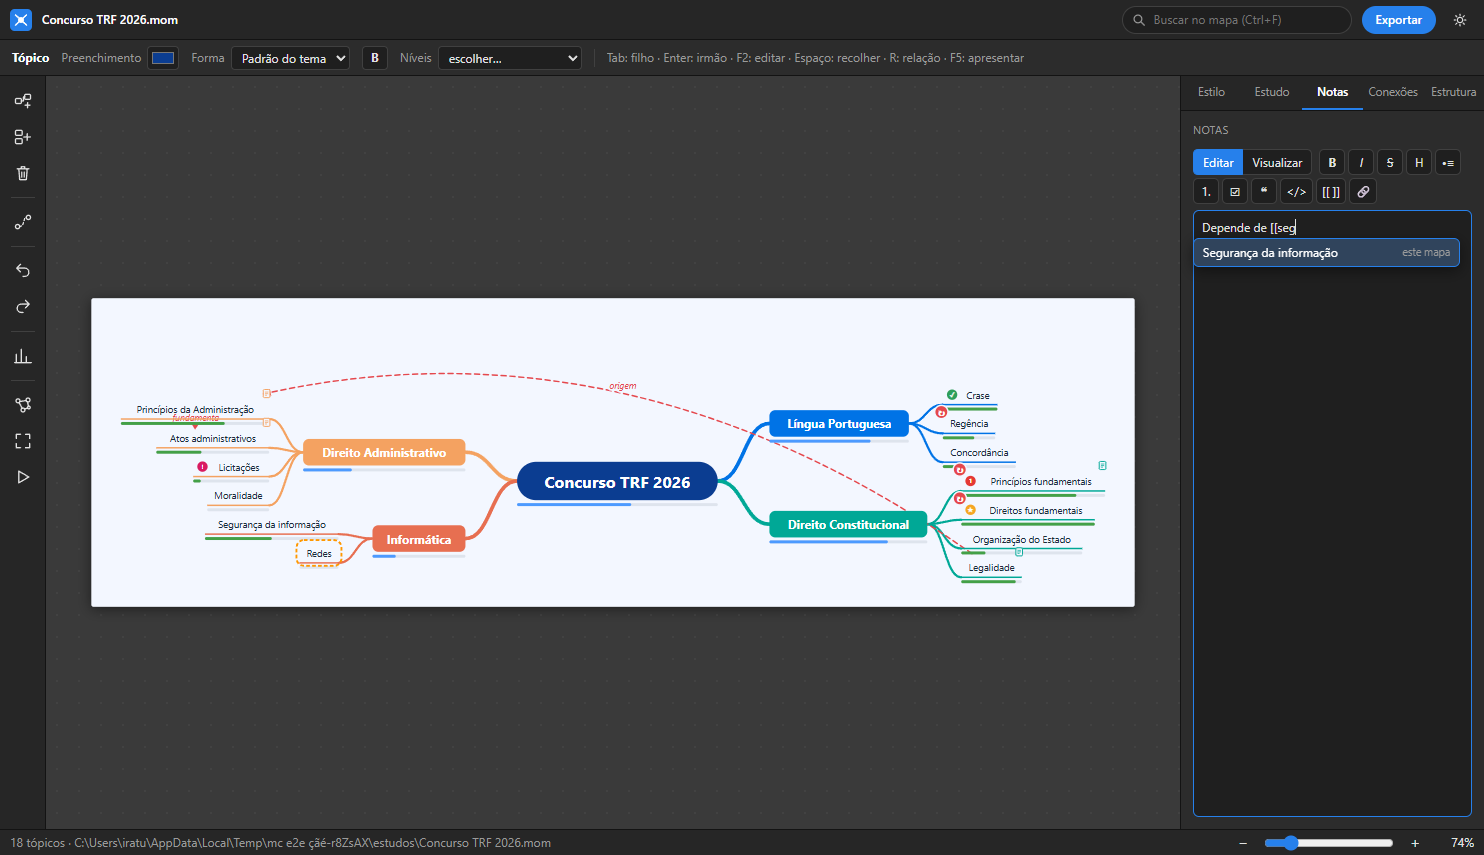 Concurso TRF 2026.mom
Buscar no mapa (Ctrl+F)
Exportar
Tópico
Preenchimento
Forma
Padrão do tema
B
Níveis
escolher...
Tab: filho · Enter: irmão · F2: editar · Espaço: recolher · R: relação · F5: apresentar
Estilo
Estudo
Notas
Conexões
Estrutura
NOTAS
Editar
Visualizar
B
I
S
H
1.
❝
</>
[[ ]]
Depende de [[seg
Segurança da informação
este mapa
origem
Princípios da Administração
fundamenta
Atos administrativos
Licitações
Moralidade
Direito Administrativo
Segurança da informação
Redes
Informática
Concurso TRF 2026
Língua Portuguesa
Crase
Regência
Concordância
Direito Constitucional
1
Princípios fundamentais
Direitos fundamentais
Organização do Estado
Legalidade
18 tópicos · C:\Users\iratu\AppData\Local\Temp\mc e2e çãé-r8ZsAX\estudos\Concurso TRF 2026.mom
−
+
74%